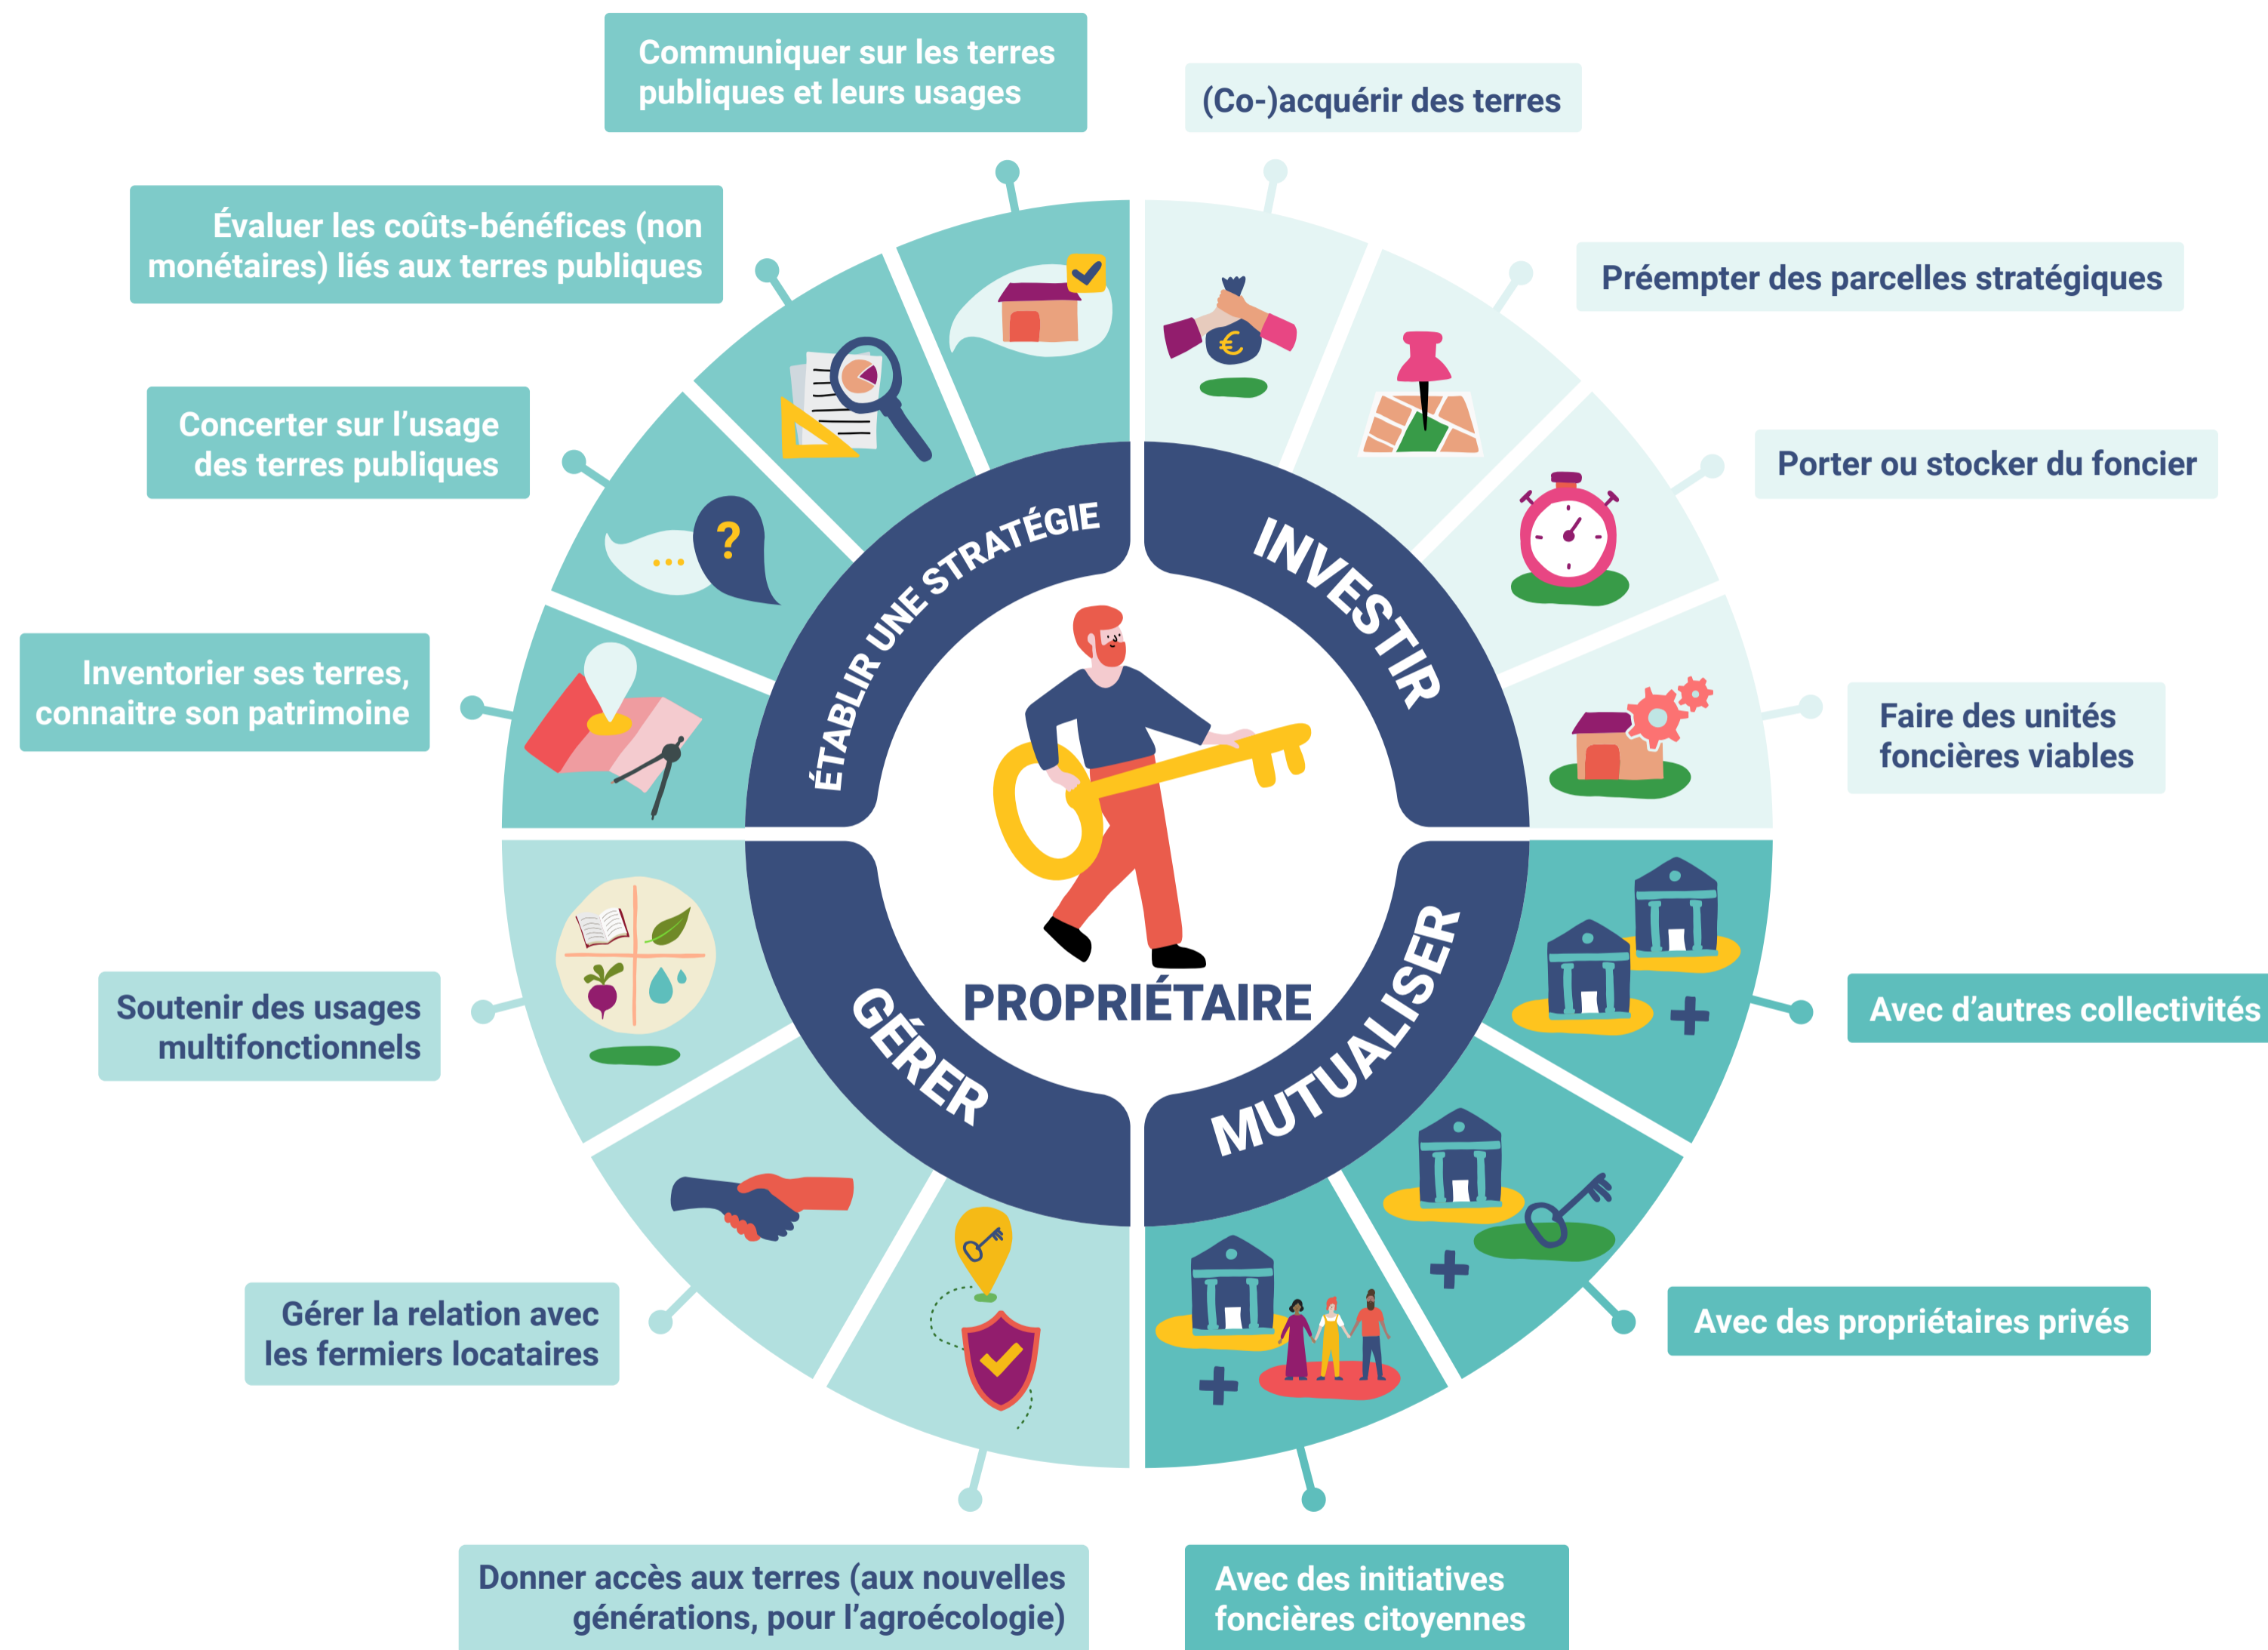 Communiquer sur les terres
publiques et leurs usages
(Co-)acquérir des terres
Évaluer les coûts-bénéfices (non
monétaires) liés aux terres publiques
Préempter des parcelles stratégiques
Concerter sur l’usage
des terres publiques
Porter ou stocker du foncier
Inventorier ses terres,
connaitre son patrimoine
Faire des unités
foncières viables
ÉTABLIR UNE STRATÉGIE
INVESTIR
€
?
PROPRIÉTAIRE
GÉRER
MUTUALISER
Soutenir des usages
multifonctionnels
Avec d’autres collectivités
Gérer la relation avec
les fermiers locataires
Avec des propriétaires privés
Donner accès aux terres (aux nouvelles
générations, pour l’agroécologie)
Avec des initiatives
foncières citoyennes